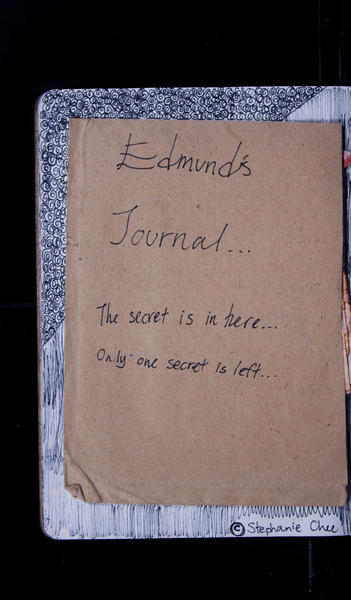 Edmund's
Journal...
The secret is in here...
Only one secret is left...
© Stephanie Chee